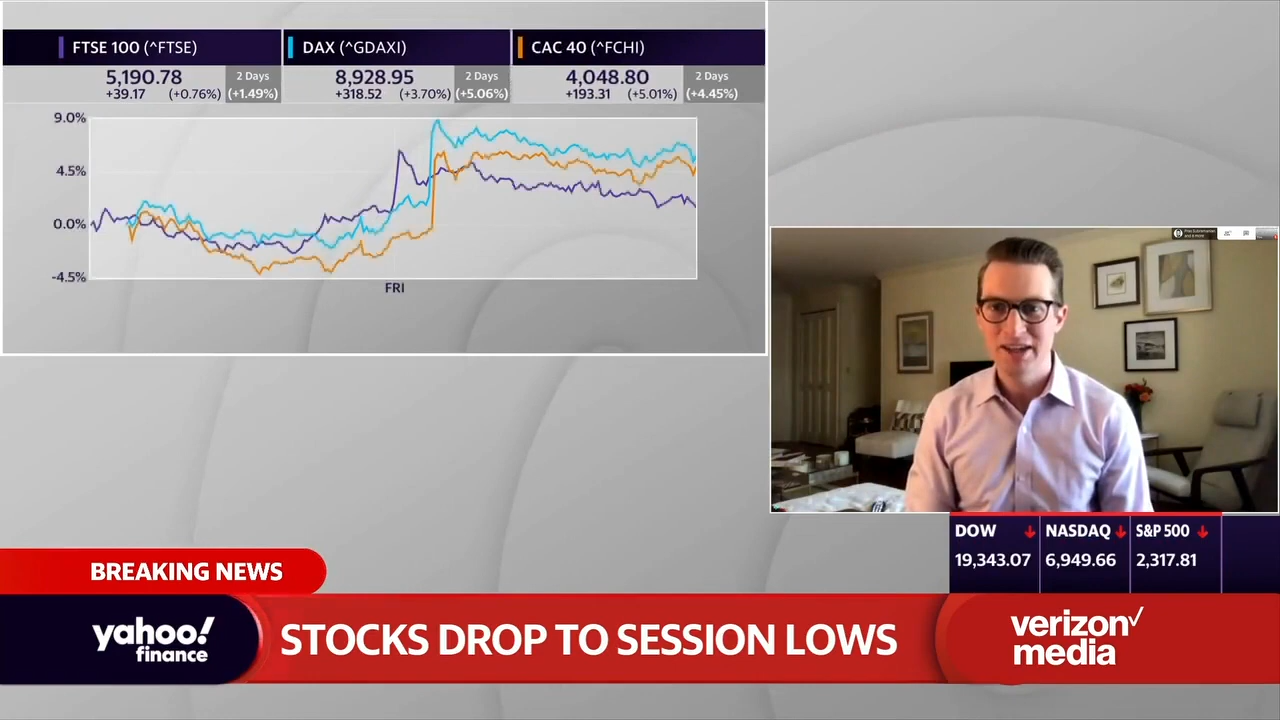 FTSE 100 (^FTSE)
5,190.78
+39.17 (+0.76%)
2 Days
(+1.49%)
DAX (^GDAXI)
8,928.95
+318.52 (+3.70%)
2 Days
(+5.06%)
CAC 40 (^FCHI)
4,048.80
+193.31 (+5.01%)
2 Days
(+4.45%)
9.0%
4.5%
0.0%
-4.5%
FRI
DOW
19,343.07
NASDAQ
6,949.66
S&P 500
2,317.81
BREAKING NEWS
yahoo!
finance
STOCKS DROP TO SESSION LOWS
verizon✓
media